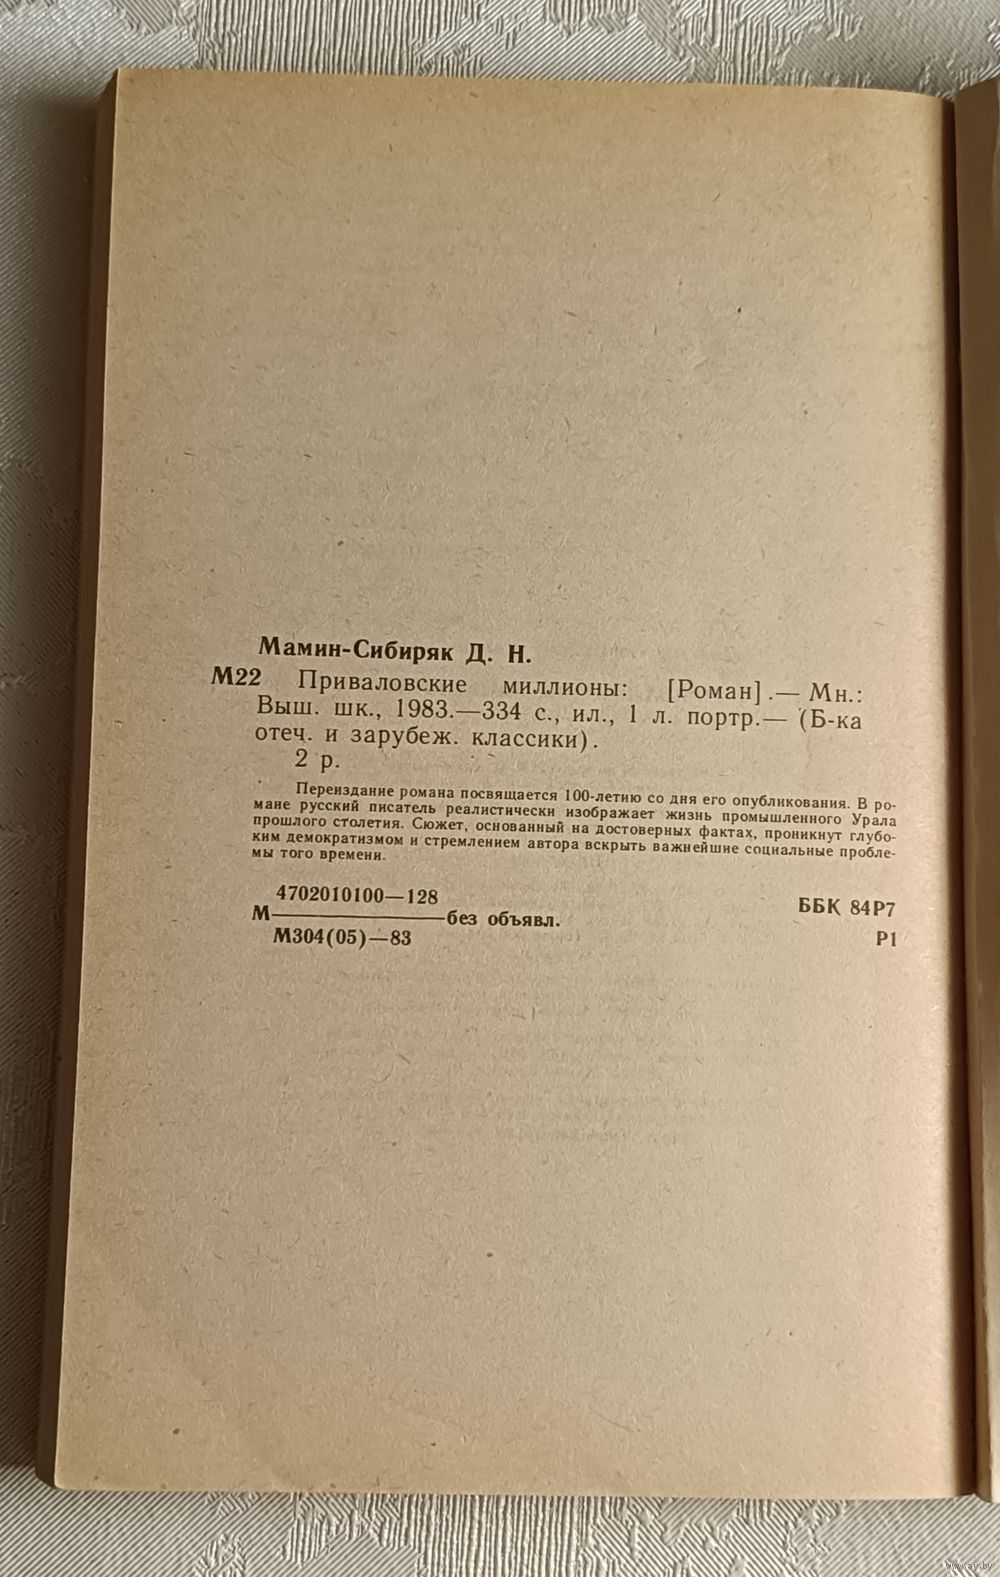 Мамин-Сибиряк Д. Н.
М22 Приваловские миллионы: [Роман].— Мн.:
Выш. шк., 1983.—334 с., ил., 1 л. портр.— (Б-ка
отеч. и зарубеж. классики).
2 р.
Переиздание романа посвящается 100-летию со дня его опубликования. В ро-
мане русский писатель реалистически изображает жизнь промышленного Урала
прошлого столетия. Сюжет, основанный на достоверных фактах, проникнут глубо-
ким демократизмом и стремлением автора вскрыть важнейшие социальные пробле-
мы того времени.
4702010100—128
М————————без объявл.
М304(05)—83
ББК 84Р7
Р1
www.ay.by